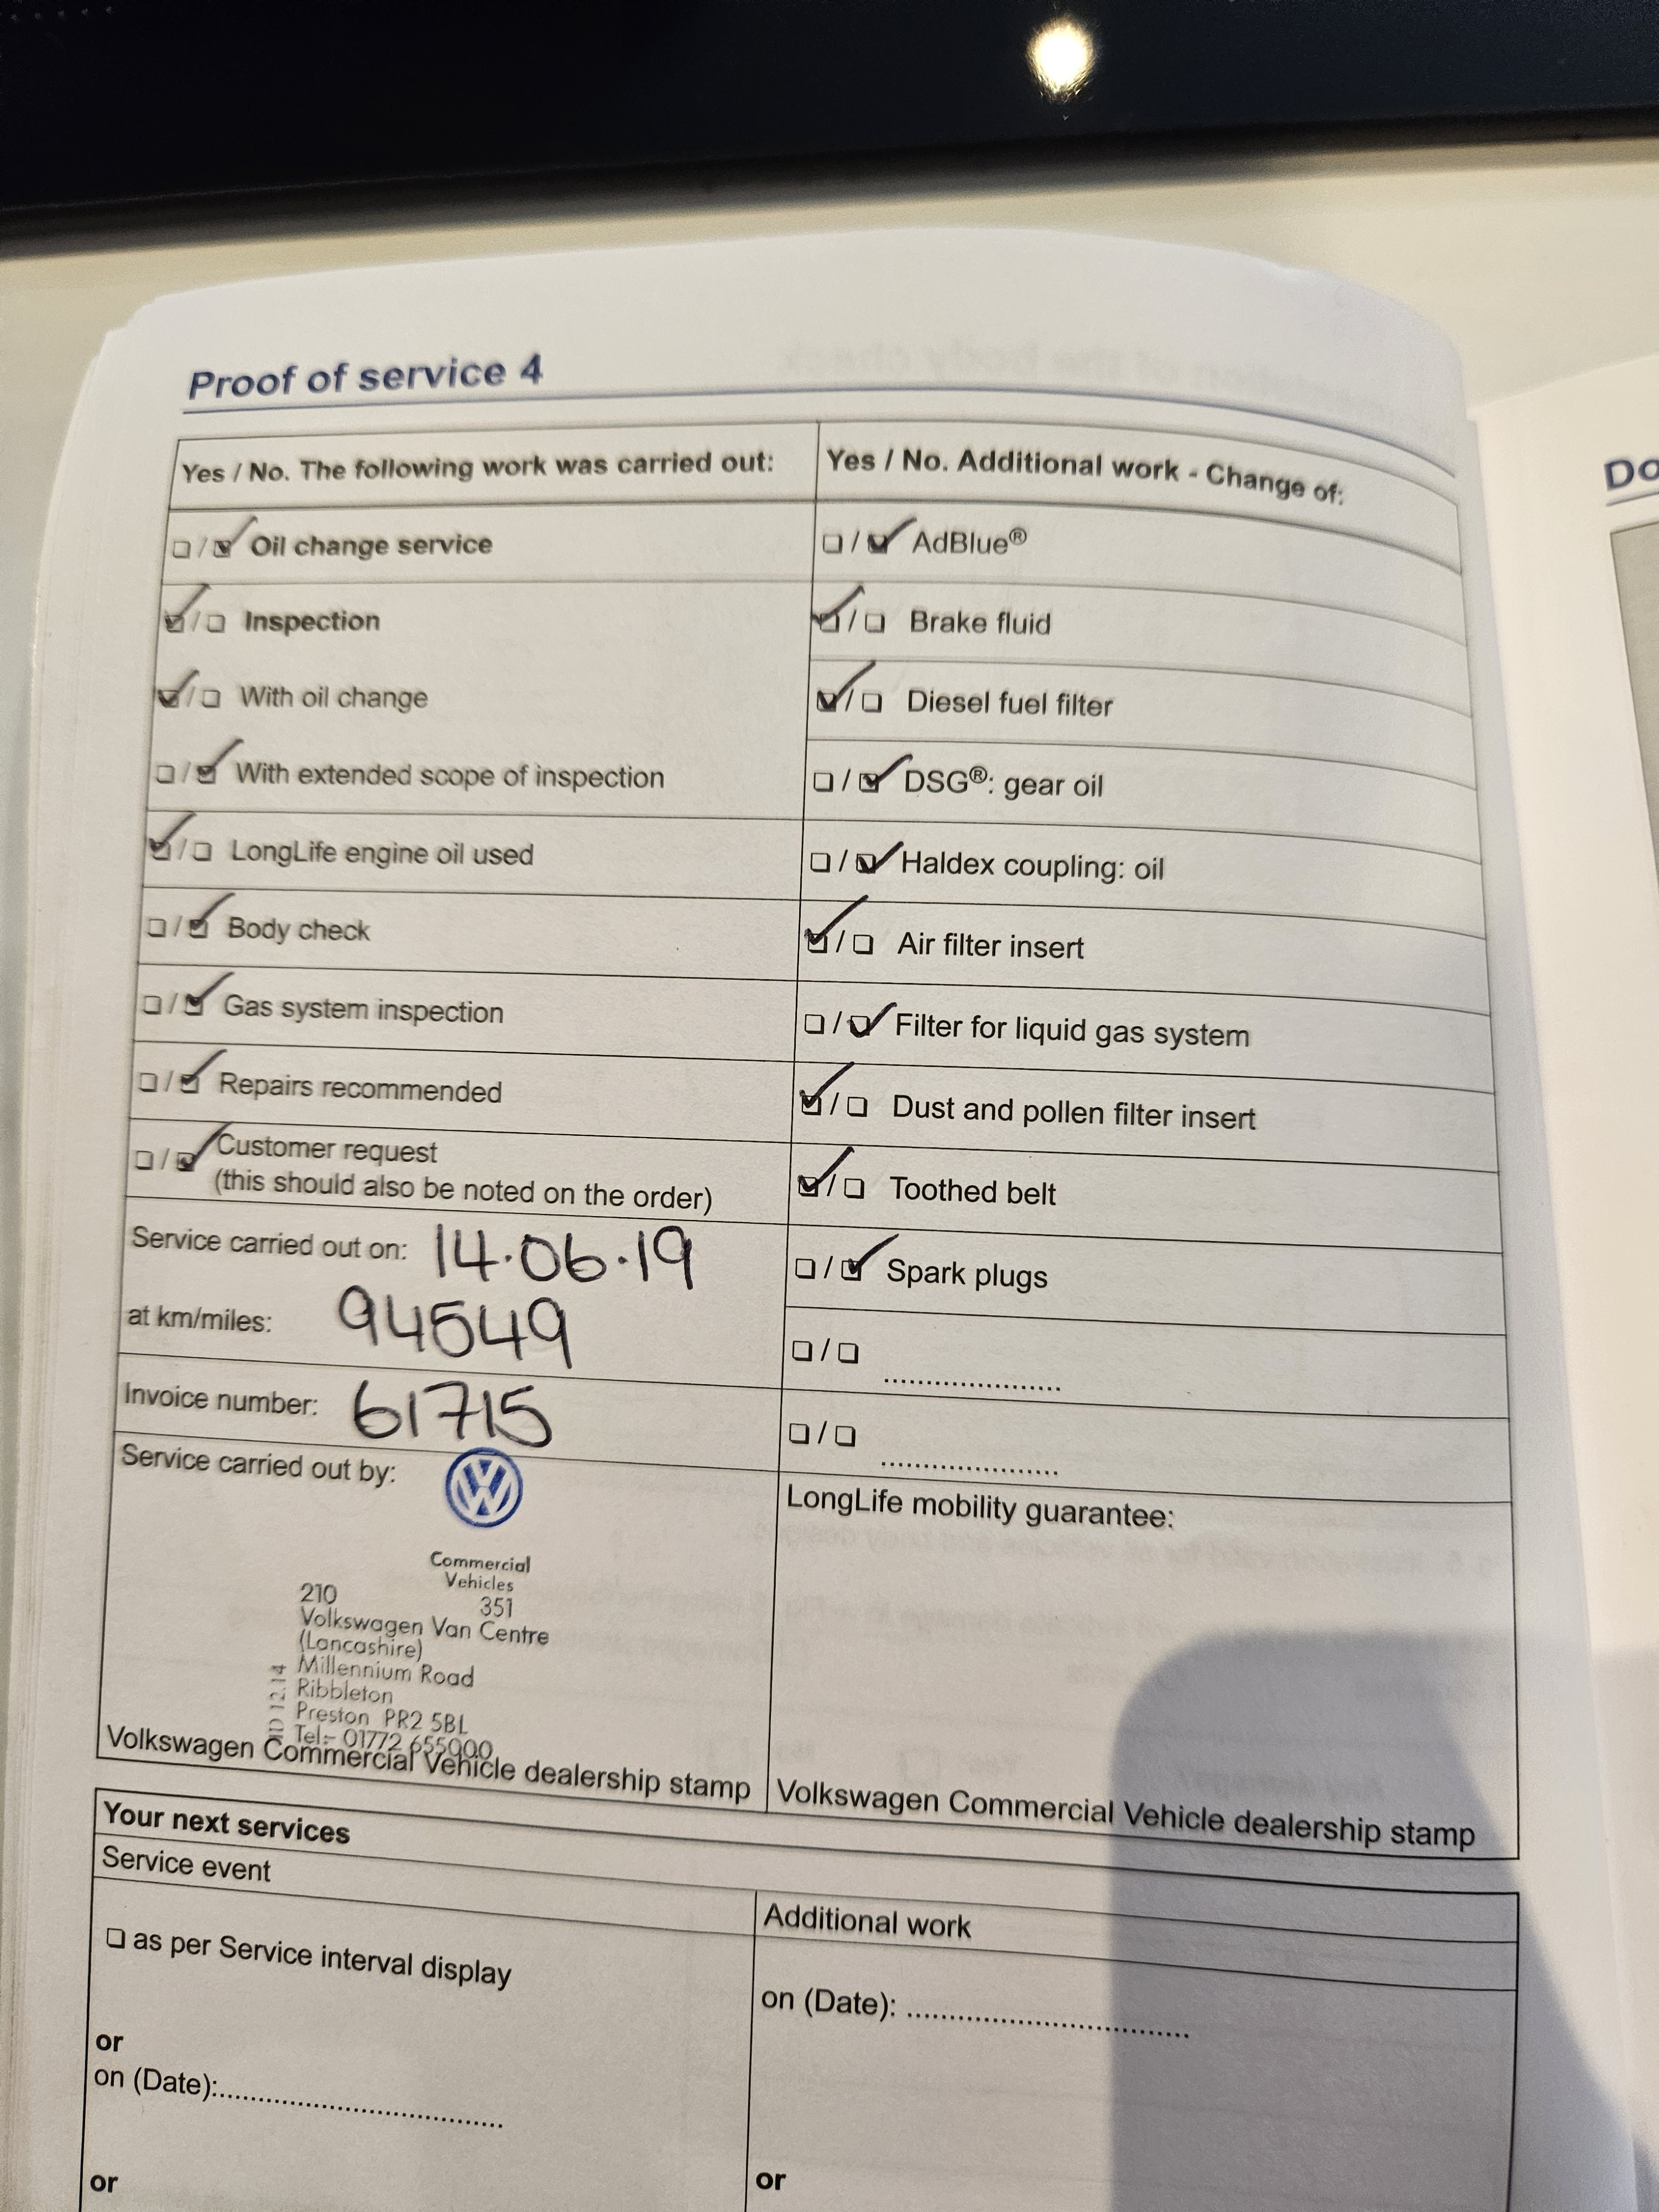 Proof of service 4
Yes / No. The following work was carried out:
☐ / ☑ Oil change service
☑ / ☐ Inspection
☑ / ☐ With oil change
☐ / ☑ With extended scope of inspection
☑ / ☐ LongLife engine oil used
☐ / ☑ Body check
☐ / ☑ Gas system inspection
☐ / ☑ Repairs recommended
☐ / ☑ Customer request
(this should also be noted on the order)
Service carried out on: 14.06.19
at km/miles: 94549
Invoice number: 61715
Service carried out by:
Commercial
Vehicles
210 351
Volkswagen Van Centre
(Lancashire)
Millennium Road
Ribbleton
Preston PR2 5BL
Tel:- 01772 655000
Volkswagen Commercial Vehicle dealership stamp
Yes / No. Additional work - Change of:
☐ / ☑ AdBlue®
☑ / ☐ Brake fluid
☑ / ☐ Diesel fuel filter
☐ / ☑ DSG®: gear oil
☐ / ☑ Haldex coupling: oil
☑ / ☐ Air filter insert
☐ / ☑ Filter for liquid gas system
☑ / ☐ Dust and pollen filter insert
☑ / ☐ Toothed belt
☐ / ☑ Spark plugs
☐ / ☐ .....................
☐ / ☐ .....................
LongLife mobility guarantee:
Volkswagen Commercial Vehicle dealership stamp
Your next services
Service event
☐ as per Service interval display
or
on (Date):..................................
or
Additional work
on (Date): ..................................
or
Do